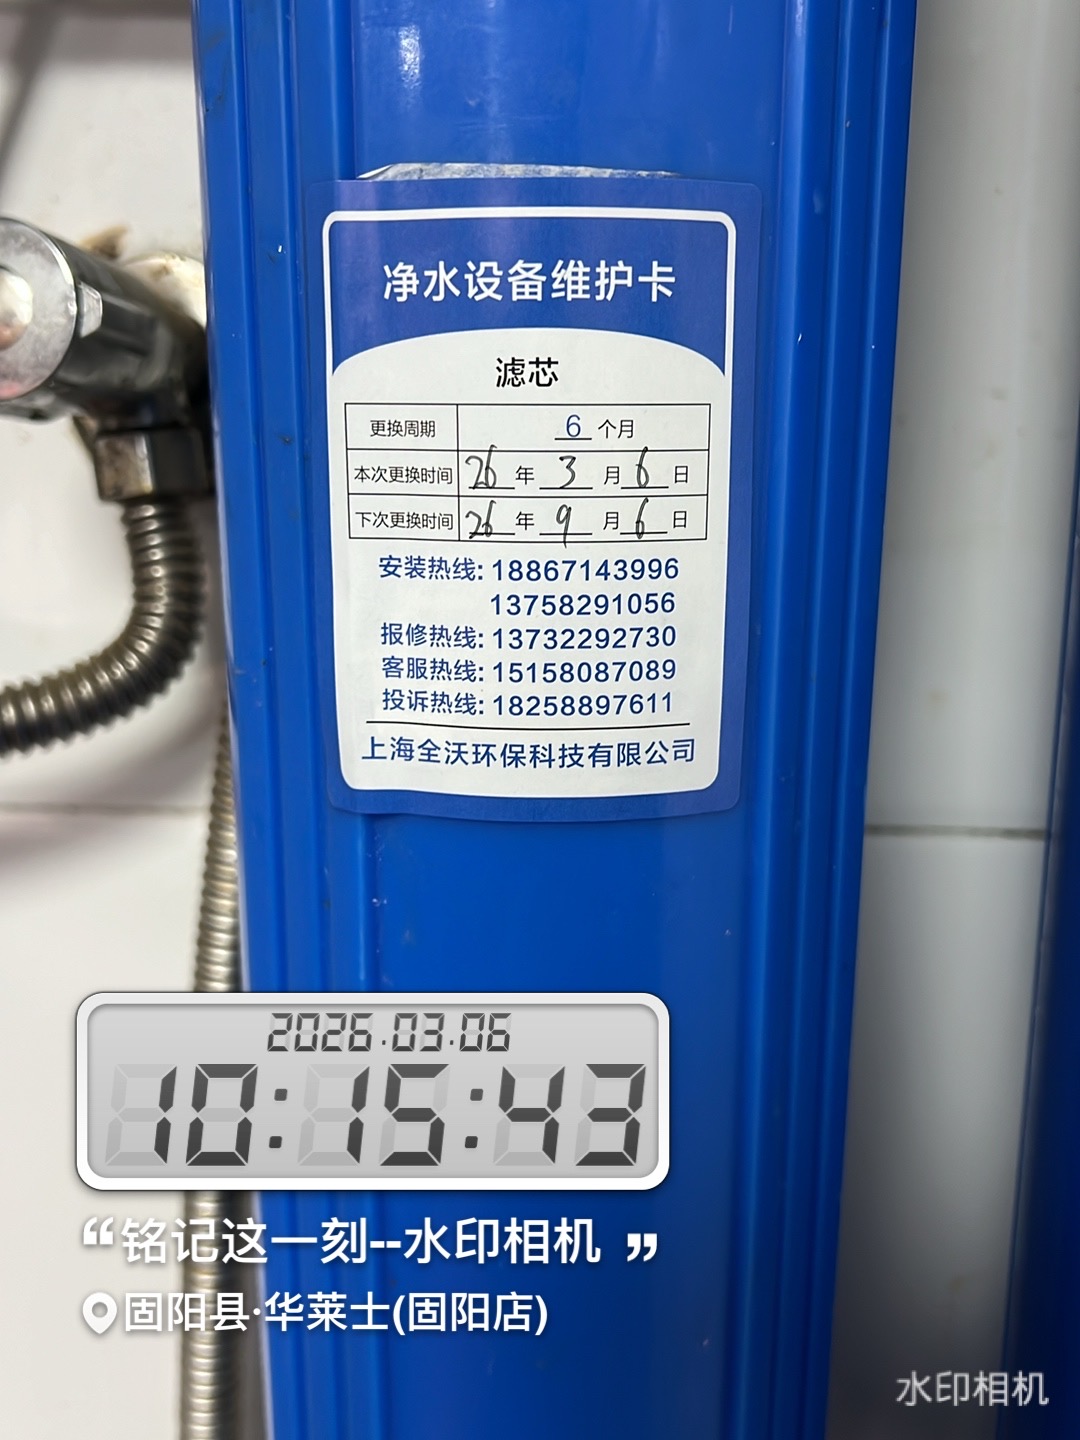 净水设备维护卡
滤芯
更换周期 6 个月
本次更换时间 26 年 3 月 6 日
下次更换时间 26 年 9 月 6 日
安装热线: 18867143996
13758291056
报修热线: 13732292730
客服热线: 15158087089
投诉热线: 18258897611
上海全沃环保科技有限公司
2026.03.06
10:15:43
“铭记这一刻--水印相机 ”
固阳县·华莱士(固阳店)
水印相机